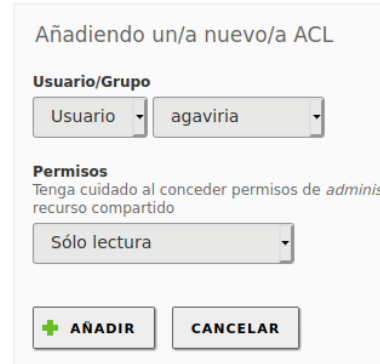 Añadiendo un/a nuevo/a ACL
Usuario/Grupo
Usuario agaviria
Permisos
Tenga cuidado al conceder permisos de adminis
recurso compartido
Sólo lectura
AÑADIR CANCELAR